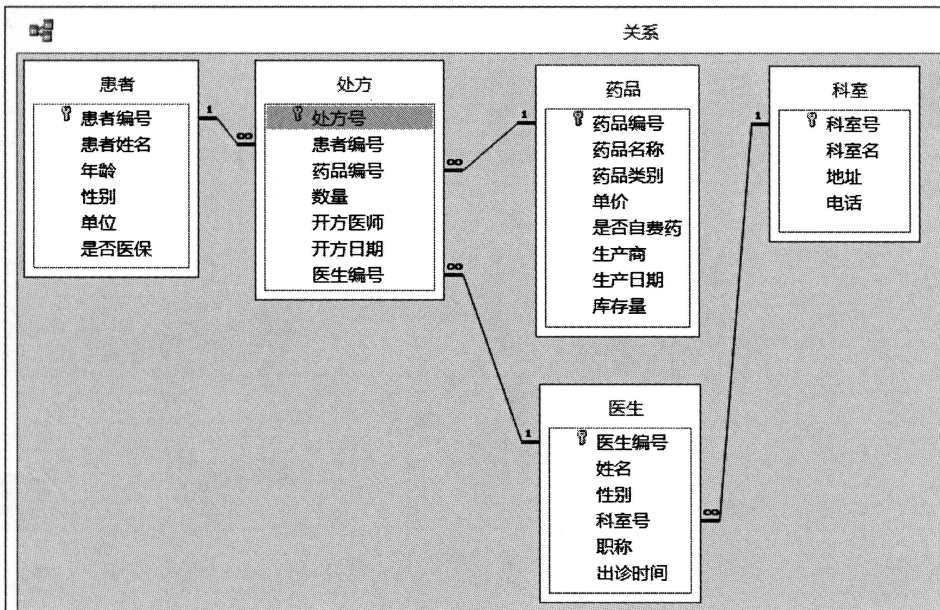 关系
患者
患者编号
患者姓名
年龄
性别
单位
是否医保
1
∞
处方
处方号
患者编号
药品编号
数量
开方医师
开方日期
医生编号
∞
1
∞
1
药品
药品编号
药品名称
药品类别
单价
是否自费药
生产商
生产日期
库存量
科室
科室号
科室名
地址
电话
1
∞
医生
医生编号
姓名
性别
科室号
职称
出诊时间